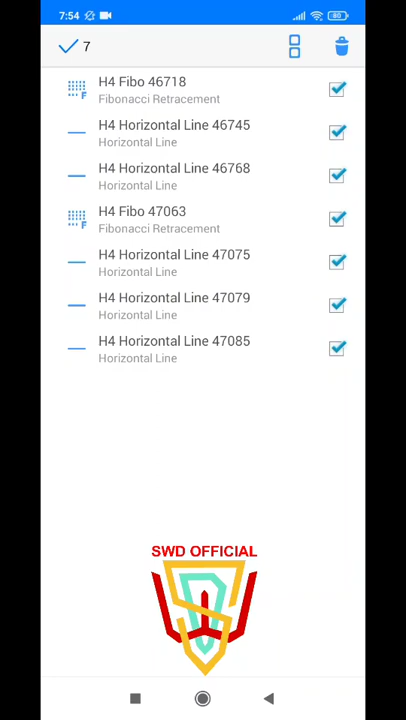 7:54
80
7
H4 Fibo 46718
Fibonacci Retracement
H4 Horizontal Line 46745
Horizontal Line
H4 Horizontal Line 46768
Horizontal Line
F
H4 Fibo 47063
Fibonacci Retracement
F
H4 Horizontal Line 47075
Horizontal Line
H4 Horizontal Line 47079
Horizontal Line
H4 Horizontal Line 47085
Horizontal Line
SWD OFFICIAL